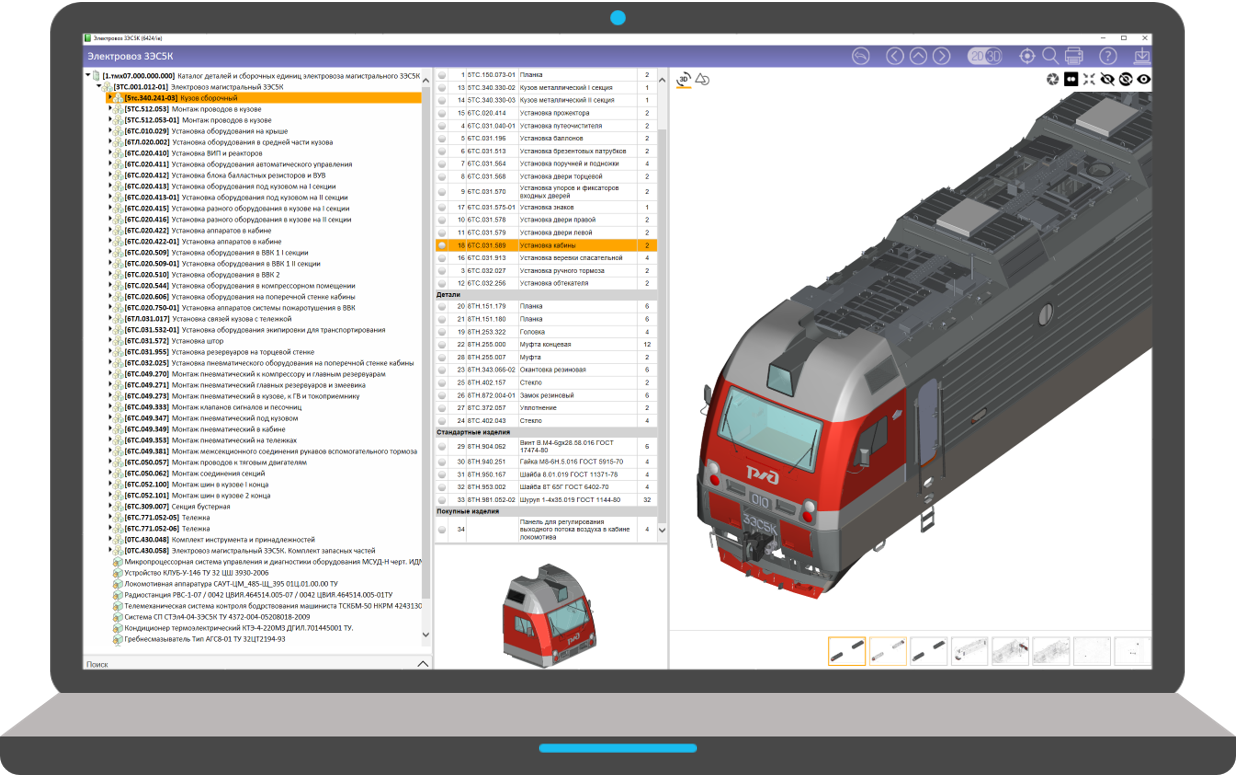 Электровоз 3ЭС5К (6424/1м)
Электровоз 3ЭС5К
2D 3D
?
[1.тмх07.000.000.000] Каталог деталей и сборочных единиц электровоза магистрального 3ЭС5К
[3ТС.001.012-01] Электровоз магистральный 3ЭС5К
[5тс.340.241-03] Кузов сборочный
[5ТС.512.053] Монтаж проводов в кузове
[5ТС.512.053-01] Монтаж проводов в кузове
[6ТС.010.029] Установка оборудования на крыше
[6ТЛ.020.002] Установка оборудования в средней части кузова
[6ТС.020.410] Установка ВИП и реакторов
[6ТС.020.411] Установка оборудования автоматического управления
[6ТС.020.412] Установка блока балластных резисторов и ВУВ
[6ТС.020.413] Установка оборудования под кузовом на I секции
[6ТС.020.413-01] Установка оборудования под кузовом на II секции
[6ТС.020.415] Установка разного оборудования в кузове на I секции
[6ТС.020.416] Установка разного оборудования в кузове на II секции
[6ТС.020.422] Установка аппаратов в кабине
[6ТС.020.422-01] Установка аппаратов в кабине
[6ТС.020.509] Установка оборудования в ВВК 1 I секции
[6ТС.020.509-01] Установка оборудования в ВВК 1 II секции
[6ТС.020.510] Установка оборудования в ВВК 2
[6ТС.020.544] Установка оборудования в компрессорном помещении
[6ТС.020.606] Установка оборудования на поперечной стенке кабины
[6ТС.020.750-01] Установка аппаратов системы пожаротушения в ВВК
[6ТЛ.031.017] Установка связей кузова с тележкой
[6ТС.031.532-01] Установка оборудования экипировки для транспортирования
[6ТС.031.572] Установка штор
[6ТС.031.955] Установка резервуаров на торцевой стенке
[6ТС.032.025] Установка пневматического оборудования на поперечной стенке кабины
[6ТС.049.270] Монтаж пневматический к компрессору и главным резервуарам
[6ТС.049.271] Монтаж пневматический главных резервуаров и змеевика
[6ТС.049.273] Монтаж пневматический в кузове, к ГВ и токоприемнику
[6ТС.049.333] Монтаж клапанов сигналов и песочниц
[6ТС.049.347] Монтаж пневматический под кузовом
[6ТС.049.349] Монтаж пневматический в кабине
[6ТС.049.353] Монтаж пневматический на тележках
[6ТС.049.381] Монтаж межсекционного соединения рукавов вспомогательного тормоза
[6ТС.050.057] Монтаж проводов к тяговым двигателям
[6ТС.050.062] Монтаж соединения секций
[6ТС.052.100] Монтаж шин в кузове I конца
[6ТС.052.101] Монтаж шин в кузове 2 конца
[6ТС.309.007] Секция бустерная
[6ТС.771.052-05] Тележка
[6ТС.771.052-06] Тележка
[0ТС.430.048] Комплект инструмента и принадлежностей
[0ТС.430.058] Электровоз магистральный 3ЭС5К. Комплект запасных частей
Микропроцессорная система управления и диагностики оборудования МСУД-Н черт. ИДМ
Устройство КЛУБ-У-146 ТУ 32 ЦШ 3930-2006
Локомотивная аппаратура САУТ-ЦМ_485-Щ_395 01Ц.01.00.00 ТУ
Радиостанция РВС-1-07 / 0042 ЦВИЯ.464514.005-07 / 0042 ЦВИЯ.464514.005-01ТУ
Телемеханическая система контроля бодрствования машиниста ТСКБМ-50 НКРМ 4243130
Система СП СТЭл4-04-3ЭС5К ТУ 4372-004-05208018-2009
Кондиционер термоэлектрический КТЭ-4-220М3 ДГИЛ.701445001 ТУ.
Гребнесмазыватель Тип АГС8-01 ТУ 32ЦТ2194-93
Поиск
1 5ТС.150.073-01 Планка 2
13 5ТС.340.330-02 Кузов металлический I секция 1
14 5ТС.340.330-03 Кузов металлический II секция 1
15 6ТС.020.414 Установка прожектора 2
4 6ТС.031.040-01 Установка путеочистителя 2
5 6ТС.031.196 Установка баллонов 2
6 6ТС.031.513 Установка брезентовых патрубков 2
7 6ТС.031.564 Установка поручней и подножки 4
8 6ТС.031.568 Установка двери торцевой 2
9 6ТС.031.570 Установка упоров и фиксаторов
входных дверей 2
17 6ТС.031.575-01 Установка знаков 1
10 6ТС.031.578 Установка двери правой 2
11 6ТС.031.579 Установка двери левой 2
18 6ТС.031.589 Установка кабины 2
16 6ТС.031.913 Установка веревки спасательной 4
3 6ТС.032.027 Установка ручного тормоза 2
12 6ТС.032.256 Установка обтекателя 2
Детали
20 8ТН.151.179 Планка 6
21 8ТН.151.180 Планка 6
19 8ТН.253.322 Головка 4
22 8ТН.255.000 Муфта концевая 12
28 8ТН.255.007 Муфта 2
23 8ТН.343.066-02 Окантовка резиновая 6
25 8ТН.402.157 Стекло 2
26 8ТН.872.004-01 Замок резиновый 6
27 8ТС.372.057 Уплотнение 2
24 8ТС.402.043 Стекло 4
Стандартные изделия
29 8ТН.904.062 Винт В.М4-6gx28.58.016 ГОСТ
17474-80 6
30 8ТН.940.251 Гайка М8-6Н.5.016 ГОСТ 5915-70 4
31 8ТН.950.167 Шайба 8.01.019 ГОСТ 11371-78 4
32 8ТН.953.002 Шайба 8Т 65Г ГОСТ 6402-70 4
33 8ТН.981.052-02 Шуруп 1-4х35.019 ГОСТ 1144-80 32
Покупные изделия
34 Панель для регулирования
выходного потока воздуха в кабине
локомотива 4
3D
РЖД
010
3ЭС5К
РЖД